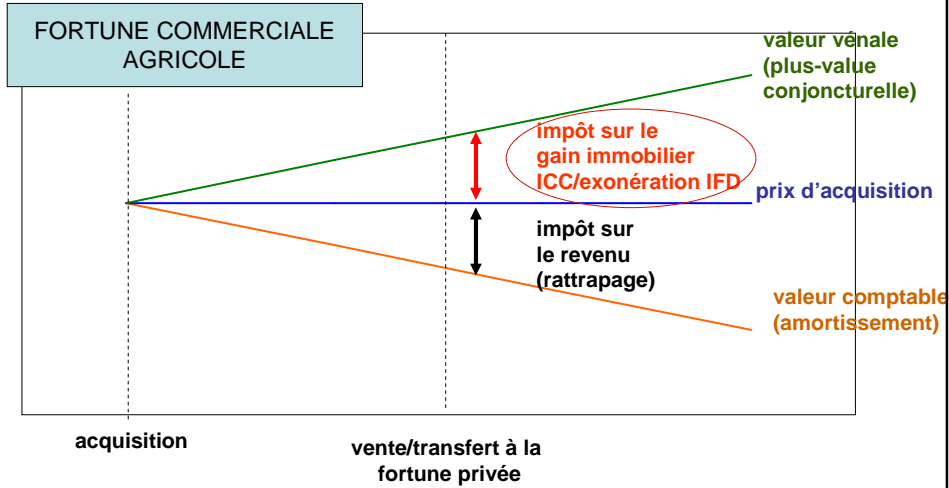 FORTUNE COMMERCIALE
AGRICOLE
valeur vénale
(plus-value
conjoncturelle)
impôt sur le
gain immobilier
ICC/exonération IFD
prix d'acquisition
impôt sur
le revenu
(rattrapage)
valeur comptable
(amortissement)
acquisition
vente/transfert à la
fortune privée